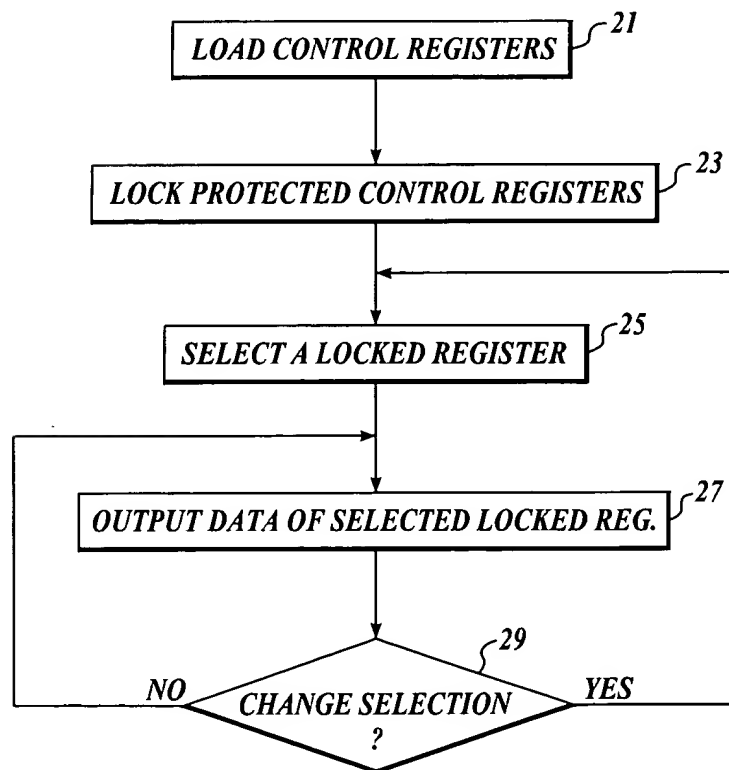 21
LOAD CONTROL REGISTERS
23
LOCK PROTECTED CONTROL REGISTERS
25
SELECT A LOCKED REGISTER
27
OUTPUT DATA OF SELECTED LOCKED REG.
29
NO
YES
CHANGE SELECTION
?